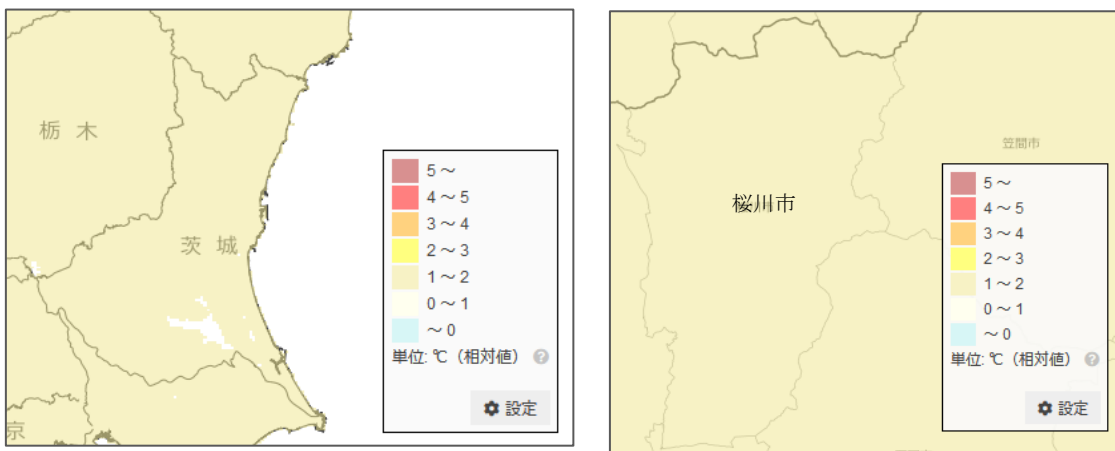 栃木
茨城
京
5~
4~5
3~4
2~3
1~2
0~1
~0
単位: ℃(相対値) ?
設定
笠間市
桜川市
5~
4~5
3~4
2~3
1~2
0~1
~0
単位: ℃(相対値) ?
設定